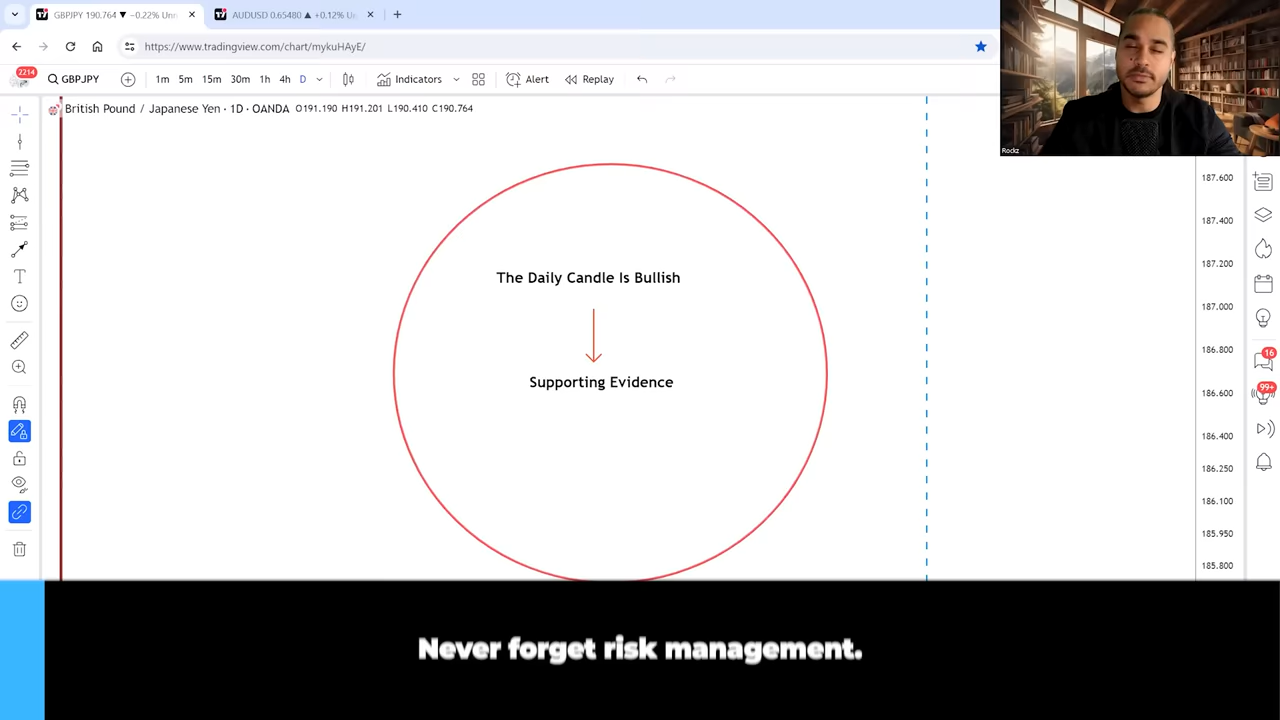 GBPJPY 190.764 ▼ −0.22% Unn
AUDUSD 0.65480 ▲ +0.12% U
https://www.tradingview.com/chart/mykuHAyE/
2214
GBPJPY
1m 5m 15m 30m 1h 4h D
Indicators
Alert
Replay
British Pound / Japanese Yen · 1D · OANDA O191.190 H191.201 L190.410 C190.764
Rockz
187.600
187.400
187.200
187.000
186.800
186.600
186.400
186.250
186.100
185.950
185.800
16
99+
The Daily Candle Is Bullish
Supporting Evidence
Never forget risk management.